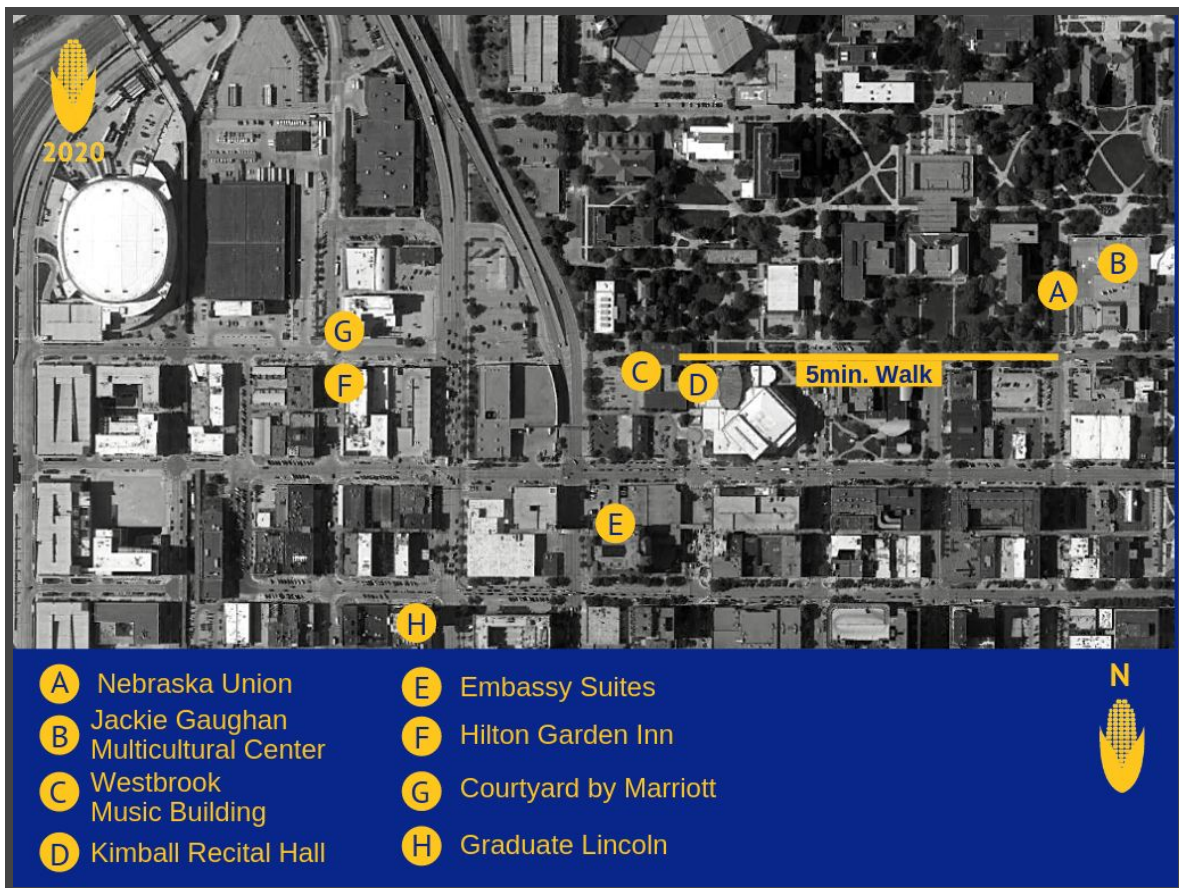 2020
B
A
G
C
D
F
5min. Walk
E
H
A Nebraska Union
B Jackie Gaughan
Multicultural Center
C Westbrook
Music Building
D Kimball Recital Hall
E Embassy Suites
F Hilton Garden Inn
G Courtyard by Marriott
H Graduate Lincoln
N